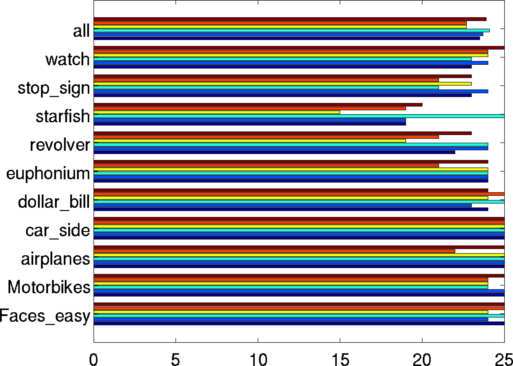 all
watch
stop_sign
starfish
revolver
euphonium
dollar_bill
car_side
airplanes
Motorbikes
Faces_easy
0 5 10 15 20 25